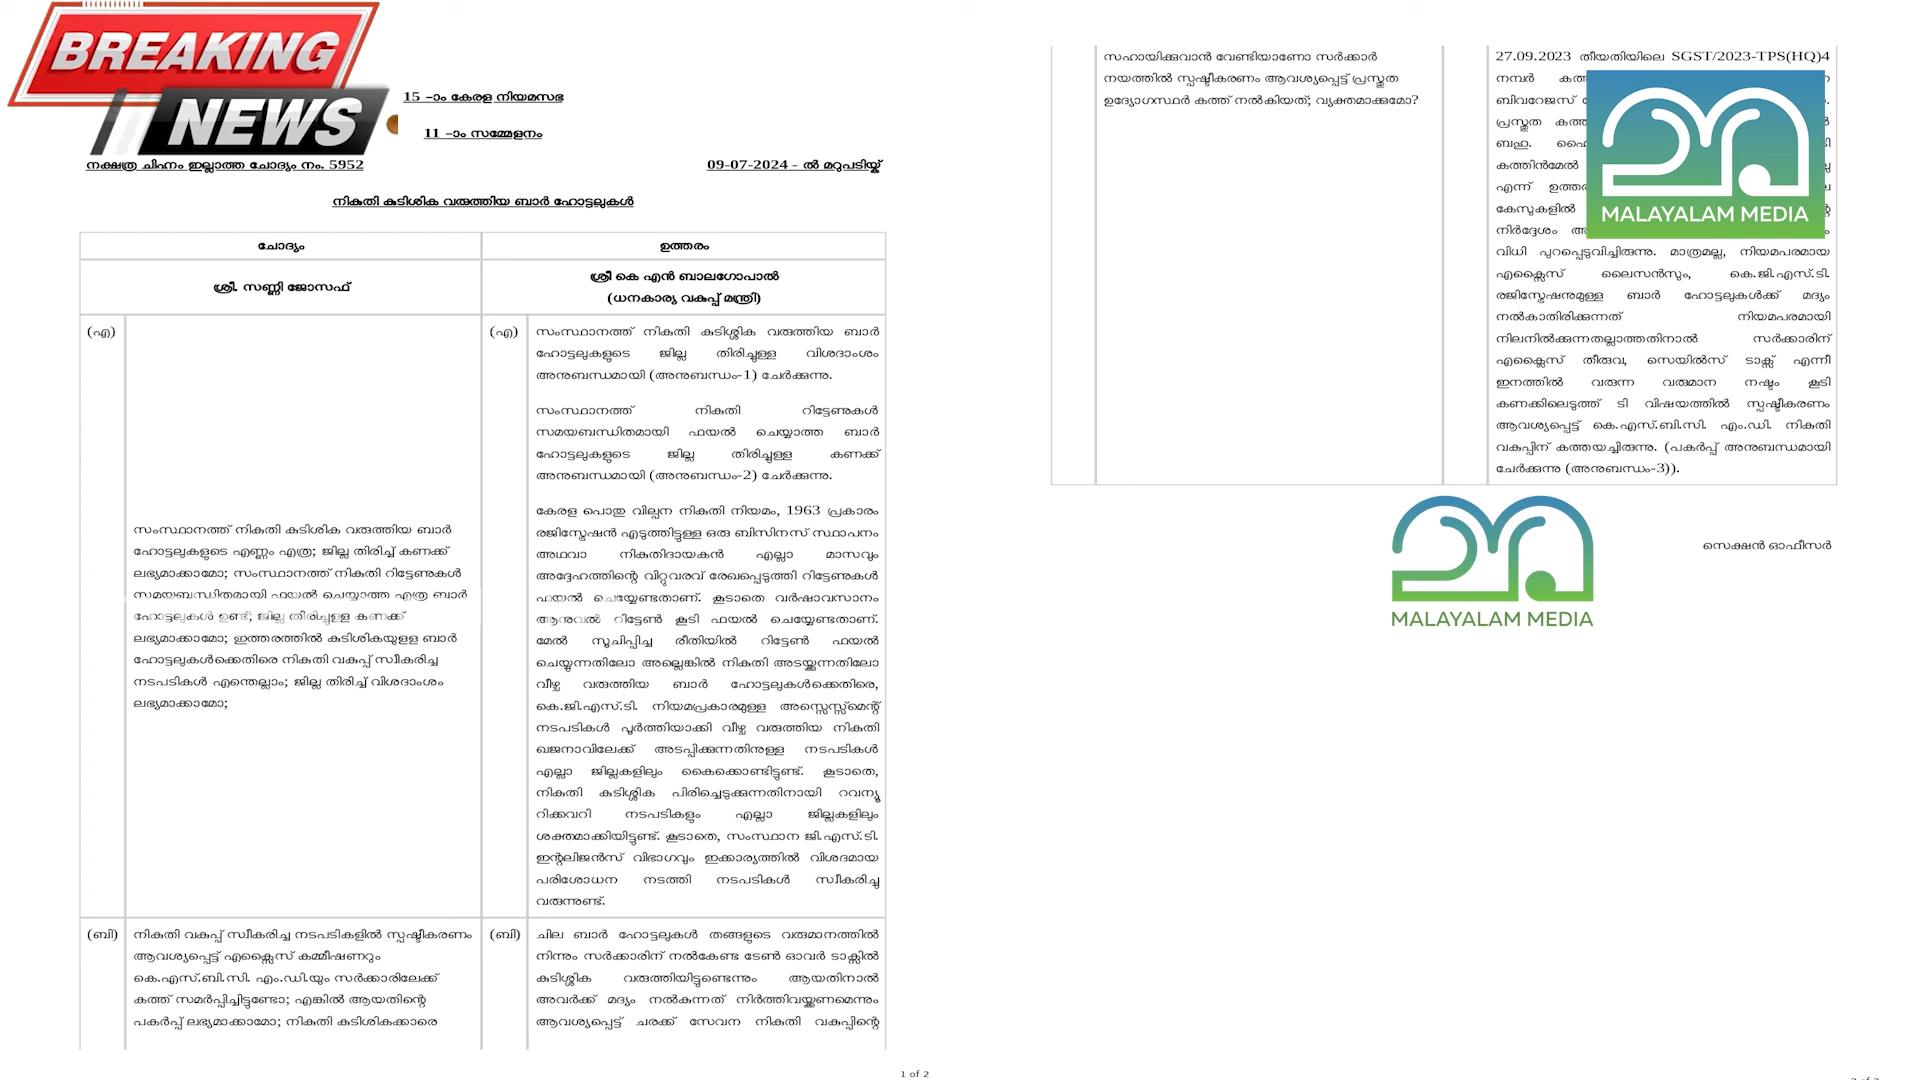 BREAKING
NEWS
15 -ാം കേരള നിയമസഭ
11 -ാം സമ്മേളനം
നക്ഷത്ര ചിഹ്നം ഇല്ലാത്ത ചോദ്യം നം. 5952
09-07-2024 - ൽ മറുപടിയ്ക്ക്
നികുതി കുടിശിക വരുത്തിയ ബാർ ഹോട്ടലുകൾ
ചോദ്യം
ഉത്തരം
ശ്രീ. സണ്ണി ജോസഫ്
ശ്രീ കെ എൻ ബാലഗോപാൽ
(ധനകാര്യ വകുപ്പ് മന്ത്രി)
(എ)
സംസ്ഥാനത്ത് നികുതി കുടിശിക വരുത്തിയ ബാർ
ഹോട്ടലുകളുടെ എണ്ണം എത്ര; ജില്ല തിരിച്ച് കണക്ക്
ലഭ്യമാക്കാമോ; സംസ്ഥാനത്ത് നികുതി റിട്ടേണുകൾ
സമയബന്ധിതമായി ഫയൽ ചെയ്യാത്ത എത്ര ബാർ
ഹോട്ടലുകൾ ഉണ്ട്; ജില്ല തിരിച്ചുള്ള കണക്ക്
ലഭ്യമാക്കാമോ; ഇത്തരത്തിൽ കുടിശികയുളള ബാർ
ഹോട്ടലുകൾക്കെതിരെ നികുതി വകുപ്പ് സ്വീകരിച്ച
നടപടികൾ എന്തെല്ലാം; ജില്ല തിരിച്ച് വിശദാംശം
ലഭ്യമാക്കാമോ;
(എ)
സംസ്ഥാനത്ത് നികുതി കുടിശ്ശിക വരുത്തിയ ബാർ
ഹോട്ടലുകളുടെ ജില്ല തിരിച്ചുള്ള വിശദാംശം
അനുബന്ധമായി (അനുബന്ധം-1) ചേർക്കുന്നു.
സംസ്ഥാനത്ത് നികുതി റിട്ടേണുകൾ
സമയബന്ധിതമായി ഫയൽ ചെയ്യാത്ത ബാർ
ഹോട്ടലുകളുടെ ജില്ല തിരിച്ചുള്ള കണക്ക്
അനുബന്ധമായി (അനുബന്ധം-2) ചേർക്കുന്നു.
കേരള പൊതു വില്പന നികുതി നിയമം, 1963 പ്രകാരം
രജിസ്ട്രേഷൻ എടുത്തിട്ടുള്ള ഒരു ബിസിനസ് സ്ഥാപനം
അഥവാ നികുതിദായകൻ എല്ലാ മാസവും
അദ്ദേഹത്തിന്റെ വിറ്റുവരവ് രേഖപ്പെടുത്തി റിട്ടേണുകൾ
ഫയൽ ചെയ്യേണ്ടതാണ്. കൂടാതെ വർഷാവസാനം
ആനുവൽ റിട്ടേൺ കൂടി ഫയൽ ചെയ്യേണ്ടതാണ്.
മേൽ സൂചിപ്പിച്ച രീതിയിൽ റിട്ടേൺ ഫയൽ
ചെയ്യുന്നതിലോ അല്ലെങ്കിൽ നികുതി അടയ്ക്കുന്നതിലോ
വീഴ്ച വരുത്തിയ ബാർ ഹോട്ടലുകൾക്കെതിരെ,
കെ.ജി.എസ്.ടി. നിയമപ്രകാരമുള്ള അസ്സെസ്സ്മെന്റ്
നടപടികൾ പൂർത്തിയാക്കി വീഴ്ച വരുത്തിയ നികുതി
ഖജനാവിലേക്ക് അടപ്പിക്കുന്നതിനുള്ള നടപടികൾ
എല്ലാ ജില്ലകളിലും കൈക്കൊണ്ടിട്ടുണ്ട്. കൂടാതെ,
നികുതി കുടിശ്ശിക പിരിച്ചെടുക്കുന്നതിനായി റവന്യൂ
റിക്കവറി നടപടികളും എല്ലാ ജില്ലകളിലും
ശക്തമാക്കിയിട്ടുണ്ട്. കൂടാതെ, സംസ്ഥാന ജി.എസ്.ടി.
ഇന്റലിജൻസ് വിഭാഗവും ഇക്കാര്യത്തിൽ വിശദമായ
പരിശോധന നടത്തി നടപടികൾ സ്വീകരിച്ചു
വരുന്നുണ്ട്.
(ബി)
നികുതി വകുപ്പ് സ്വീകരിച്ച നടപടികളിൽ സ്പഷ്ടീകരണം
ആവശ്യപ്പെട്ട് എക്സൈസ് കമ്മീഷണറും
കെ.എസ്.ബി.സി. എം.ഡി.യും സർക്കാരിലേക്ക്
കത്ത് സമർപ്പിച്ചിട്ടുണ്ടോ; എങ്കിൽ ആയതിന്റെ
പകർപ്പ് ലഭ്യമാക്കാമോ; നികുതി കുടിശികക്കാരെ
(ബി)
ചില ബാർ ഹോട്ടലുകൾ തങ്ങളുടെ വരുമാനത്തിൽ
നിന്നും സർക്കാരിന് നൽകേണ്ട ടേൺ ഓവർ ടാക്സിൽ
കുടിശ്ശിക വരുത്തിയിട്ടുണ്ടെന്നും ആയതിനാൽ
അവർക്ക് മദ്യം നൽകുന്നത് നിർത്തിവയ്ക്കണമെന്നും
ആവശ്യപ്പെട്ട് ചരക്ക് സേവന നികുതി വകുപ്പിന്റെ
1 of 2
സഹായിക്കുവാൻ വേണ്ടിയാണോ സർക്കാർ
നയത്തിൽ സ്പഷ്ടീകരണം ആവശ്യപ്പെട്ട് പ്രസ്തുത
ഉദ്യോഗസ്ഥർ കത്ത് നൽകിയത്; വ്യക്തമാക്കുമോ?
27.09.2023 തീയതിയിലെ SGST/2023-TPS(HQ)4
നമ്പർ
ബിവറേജസ്
പ്രസ്തുത
ബഹു.
കത്തിൻമേൽ
എന്ന്
കേസുകളിൽ
നിർദ്ദേശം
വിധി പുറപ്പെടുവിച്ചിരുന്നു. മാത്രമല്ല, നിയമപരമായ
എക്സൈസ് ലൈസൻസും, കെ.ജി.എസ്.ടി.
രജിസ്ട്രേഷനുമുള്ള ബാർ ഹോട്ടലുകൾക്ക് മദ്യം
നൽകാതിരിക്കുന്നത് നിയമപരമായി
നിലനിൽക്കുന്നതല്ലാത്തതിനാൽ സർക്കാരിന്
എക്സൈസ് തീരുവ, സെയിൽസ് ടാക്സ് എന്നീ
ഇനത്തിൽ വരുന്ന വരുമാന നഷ്ടം കൂടി
കണക്കിലെടുത്ത് ടി വിഷയത്തിൽ സ്പഷ്ടീകരണം
ആവശ്യപ്പെട്ട് കെ.എസ്.ബി.സി. എം.ഡി. നികുതി
വകുപ്പിന് കത്തയച്ചിരുന്നു. (പകർപ്പ് അനുബന്ധമായി
ചേർക്കുന്നു (അനുബന്ധം-3)).
MALAYALAM MEDIA
MALAYALAM MEDIA
സെക്ഷൻ ഓഫീസർ